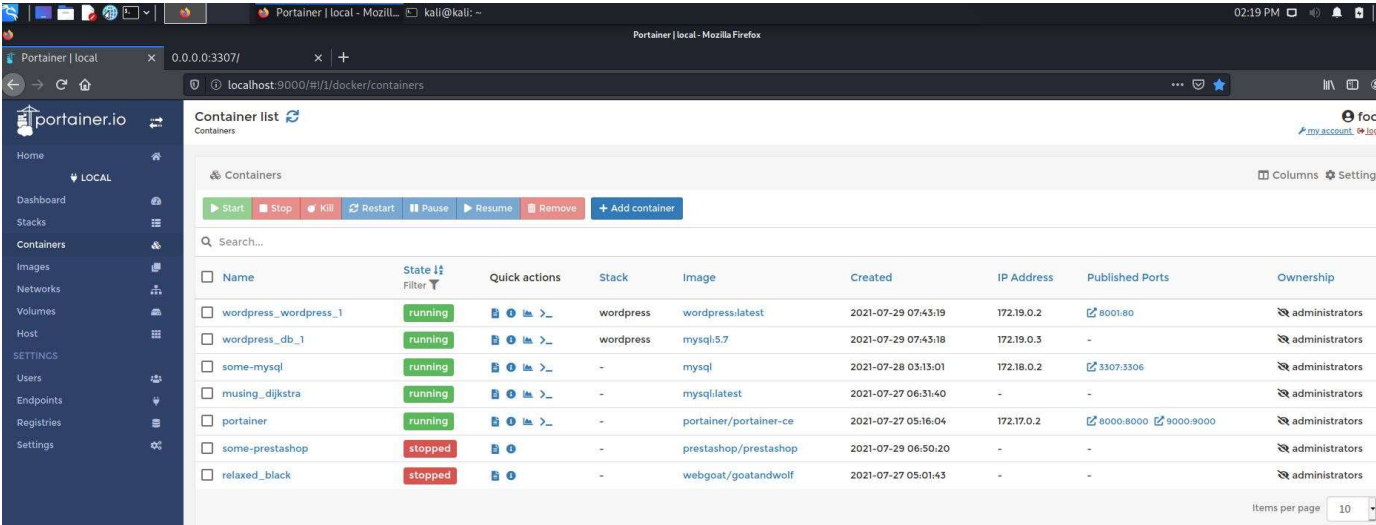 Portainer | local - Mozill... kali@kali: ~ 02:19 PM
Portainer | local - Mozilla Firefox
Portainer | local × 0.0.0.0:3307/ × +
localhost:9000/#!/1/docker/containers
portainer.io
Container list
Containers
my account
Home
LOCAL
Dashboard
Stacks
Containers
Images
Networks
Volumes
Host
SETTINGS
Users
Endpoints
Registries
Settings
Containers Columns
Start Stop Kill Restart Pause Resume Remove + Add container
Search...
Name State Filter Quick actions Stack Image Created IP Address Published Ports Ownership
wordpress_wordpress_1 running wordpress wordpress:latest 2021-07-29 07:43:19 172.19.0.2 8001:80 administrators
wordpress_db_1 running wordpress mysql:5.7 2021-07-29 07:43:18 172.19.0.3 - administrators
some-mysql running - mysql 2021-07-28 03:13:01 172.18.0.2 3307:3306 administrators
musing_dijkstra running - mysql:latest 2021-07-27 06:31:40 - - administrators
portainer running - portainer/portainer-ce 2021-07-27 05:16:04 172.17.0.2 8000:8000 9000:9000 administrators
some-prestashop stopped - prestashop/prestashop 2021-07-29 06:50:20 - - administrators
relaxed_black stopped - webgoat/goatandwolf 2021-07-27 05:01:43 - - administrators
Items per page 10